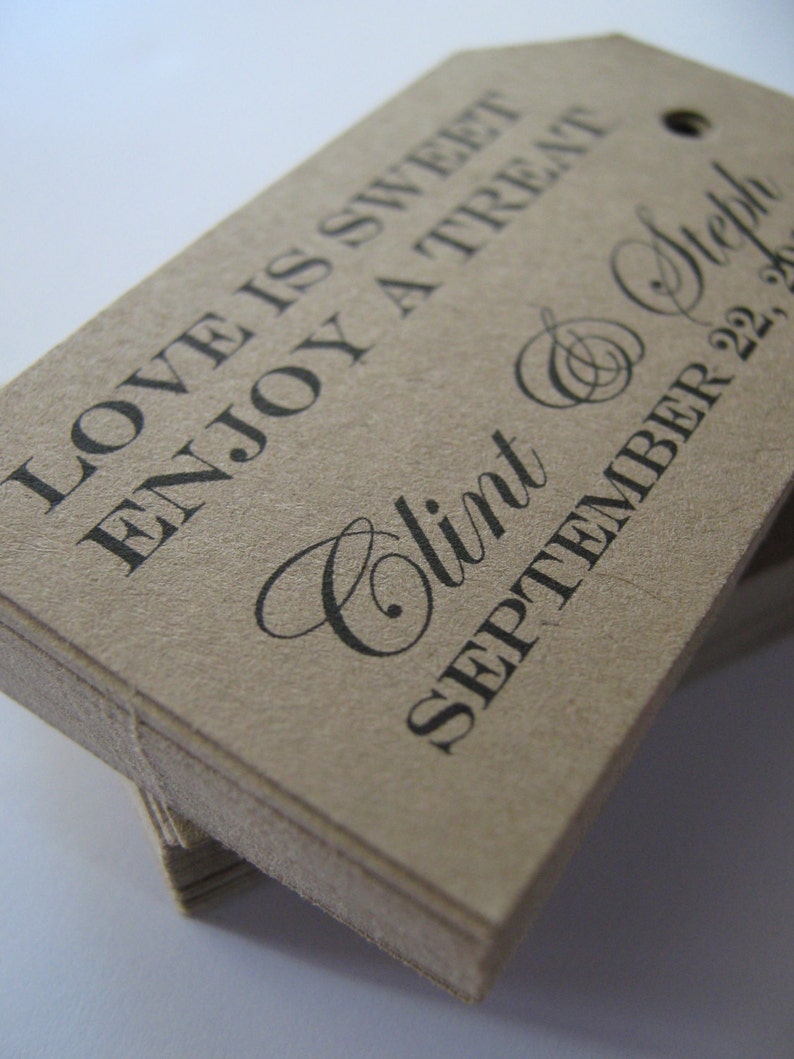 LOVE IS SWEET
ENJOY A TREAT
Clint & Steph
SEPTEMBER 22,